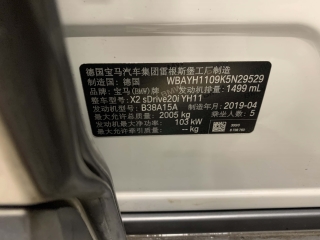 德国宝马汽车集团雷根斯堡工厂制造
制造国：德国 WBAYH1109K5N29529
品牌：宝马(BMW)牌 发动机排量：1499 mL
整车型号：X2 sDrive20i YH11
发动机型号：B38A15A 制造年月：2019-04
最大允许总质量：2005 kg 乘坐人数：5
最大净功率：103 kW
最大允许牵引质量：-- kg